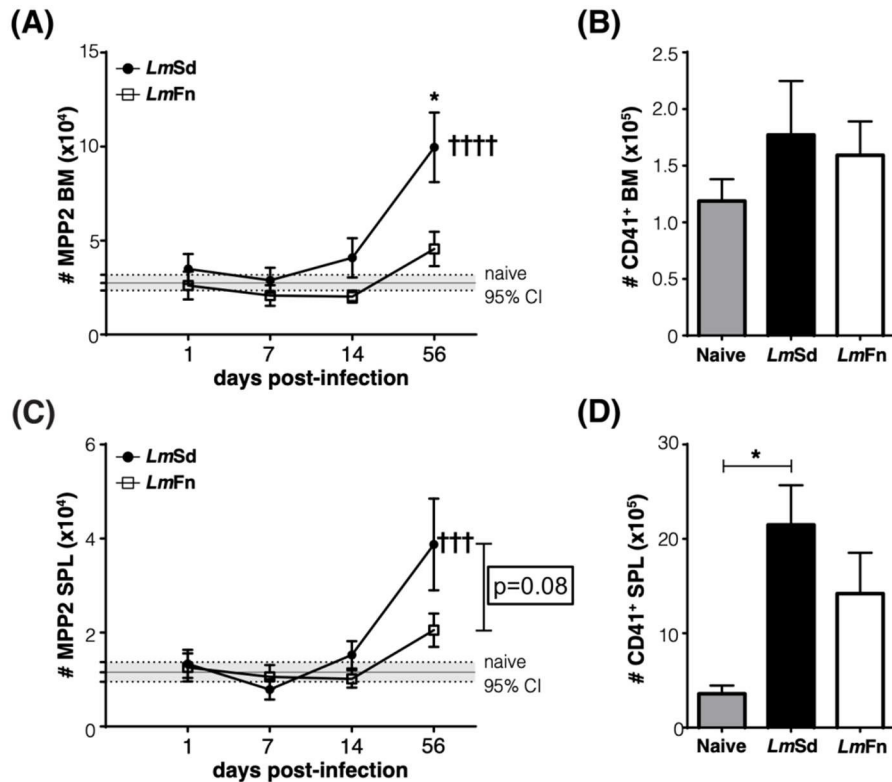 (A)
# MPP2 BM (x10⁴)
15
10
5
0
LmSd
LmFn
*
††††
naive
95% CI
1 7 14 56
days post-infection
(B)
# CD41⁺ BM (x10⁵)
2.5
2.0
1.5
1.0
0.5
0.0
Naive LmSd LmFn
(C)
# MPP2 SPL (x10⁴)
6
4
2
0
LmSd
LmFn
†††
p=0.08
naive
95% CI
1 7 14 56
days post-infection
(D)
# CD41⁺ SPL (x10⁵)
30
20
10
0
*
Naive LmSd LmFn